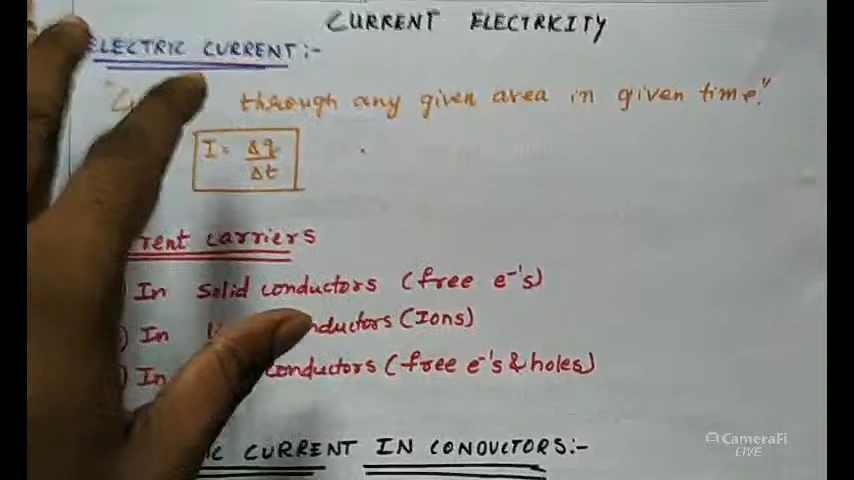 CURRENT ELECTRICITY
ELECTRIC CURRENT:-
through any given area in given time."
I = Δq/Δt
rent carriers
) In solid conductors (free e⁻'s)
) In conductors (Ions)
) In conductors (free e⁻'s & holes)
CURRENT IN CONDUCTORS:-
CameraFi
LIVE